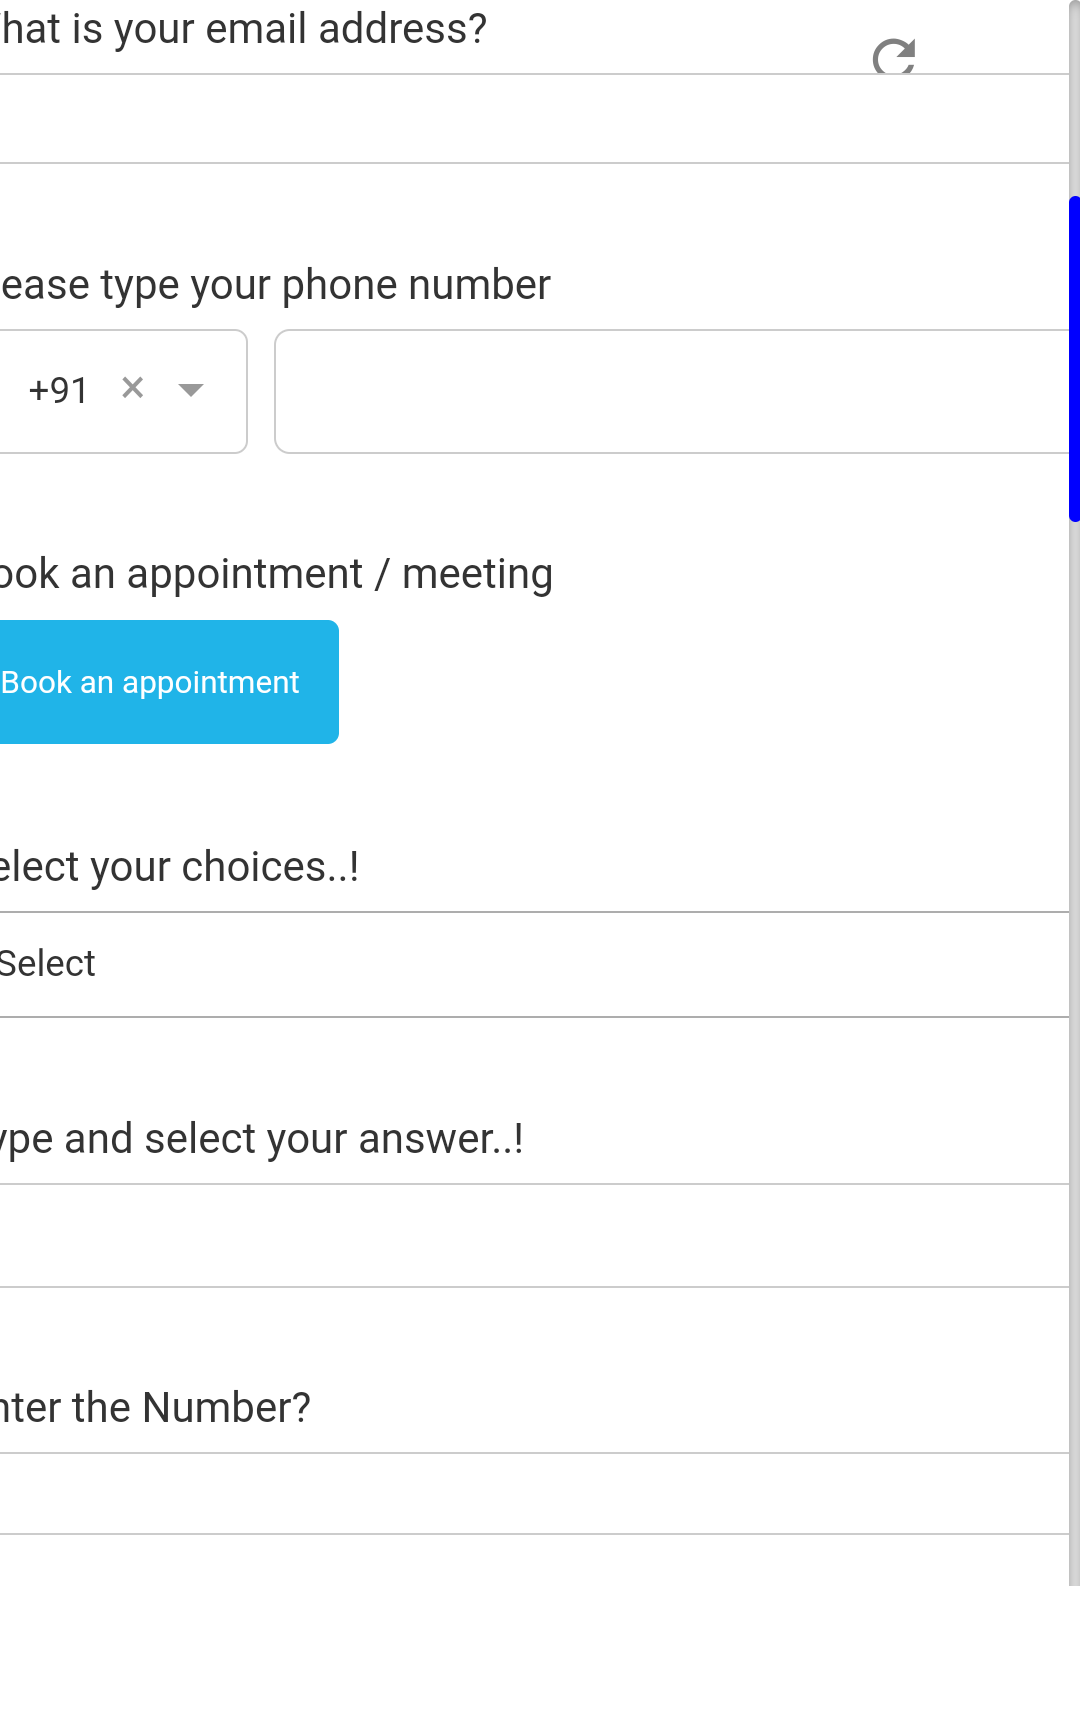 hat is your email address?
ease type your phone number
+91
ook an appointment / meeting
Book an appointment
elect your choices..!
Select
ype and select your answer..!
nter the Number?